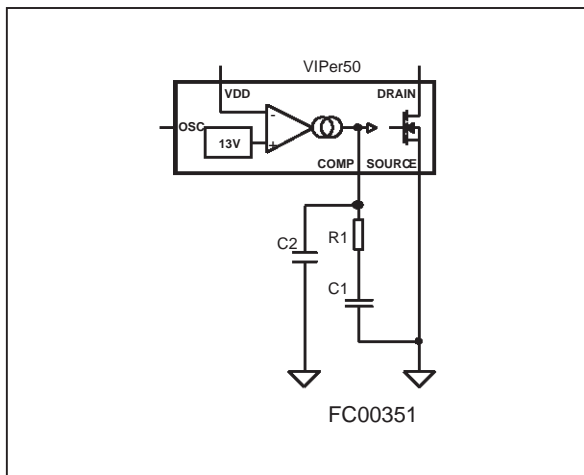 VIPer50
VDD
DRAIN
OSC
-
13V
+
COMP
SOURCE
C2
R1
C1
FC00351